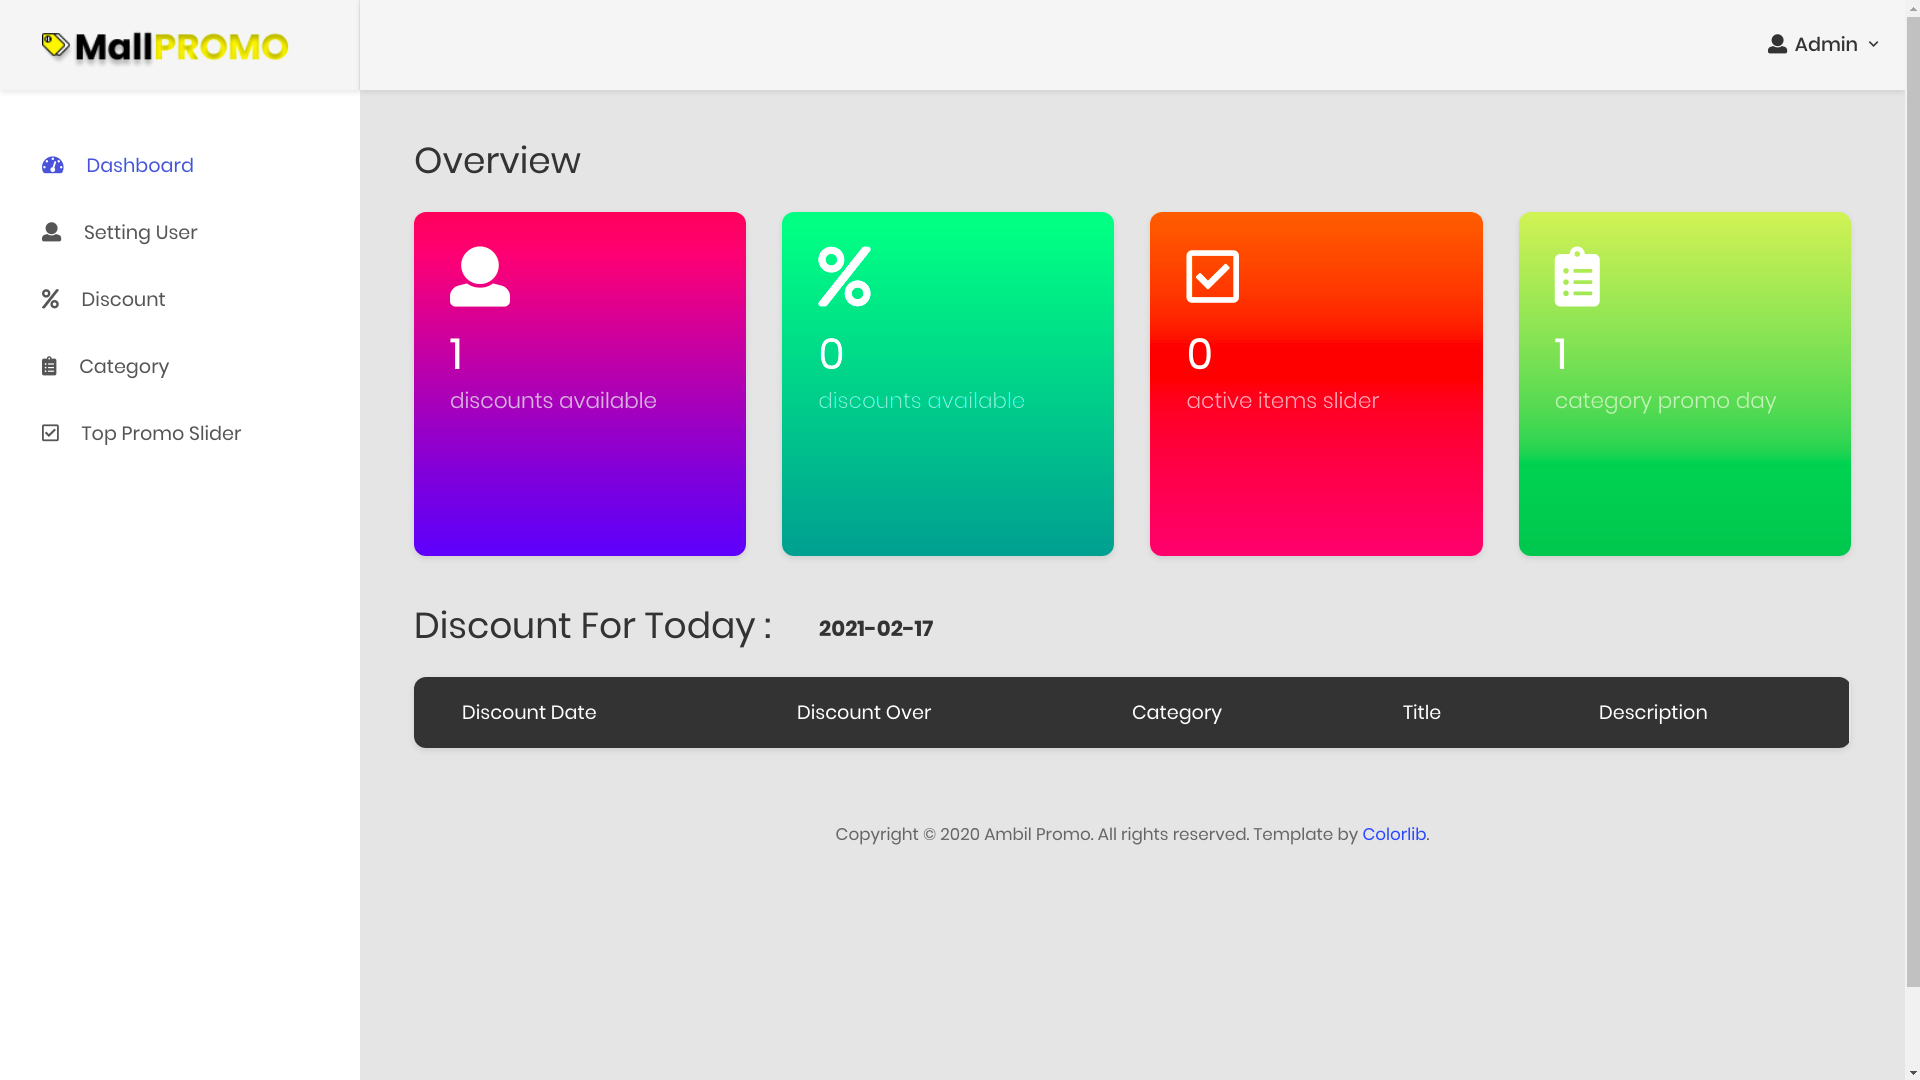 MallPROMO
Admin
Dashboard
Setting User
Discount
Category
Top Promo Slider
Overview
1
discounts available
0
discounts available
0
active items slider
1
category promo day
Discount For Today : 2021-02-17
Discount Date Discount Over Category Title Description
Copyright © 2020 Ambil Promo. All rights reserved. Template by Colorlib.